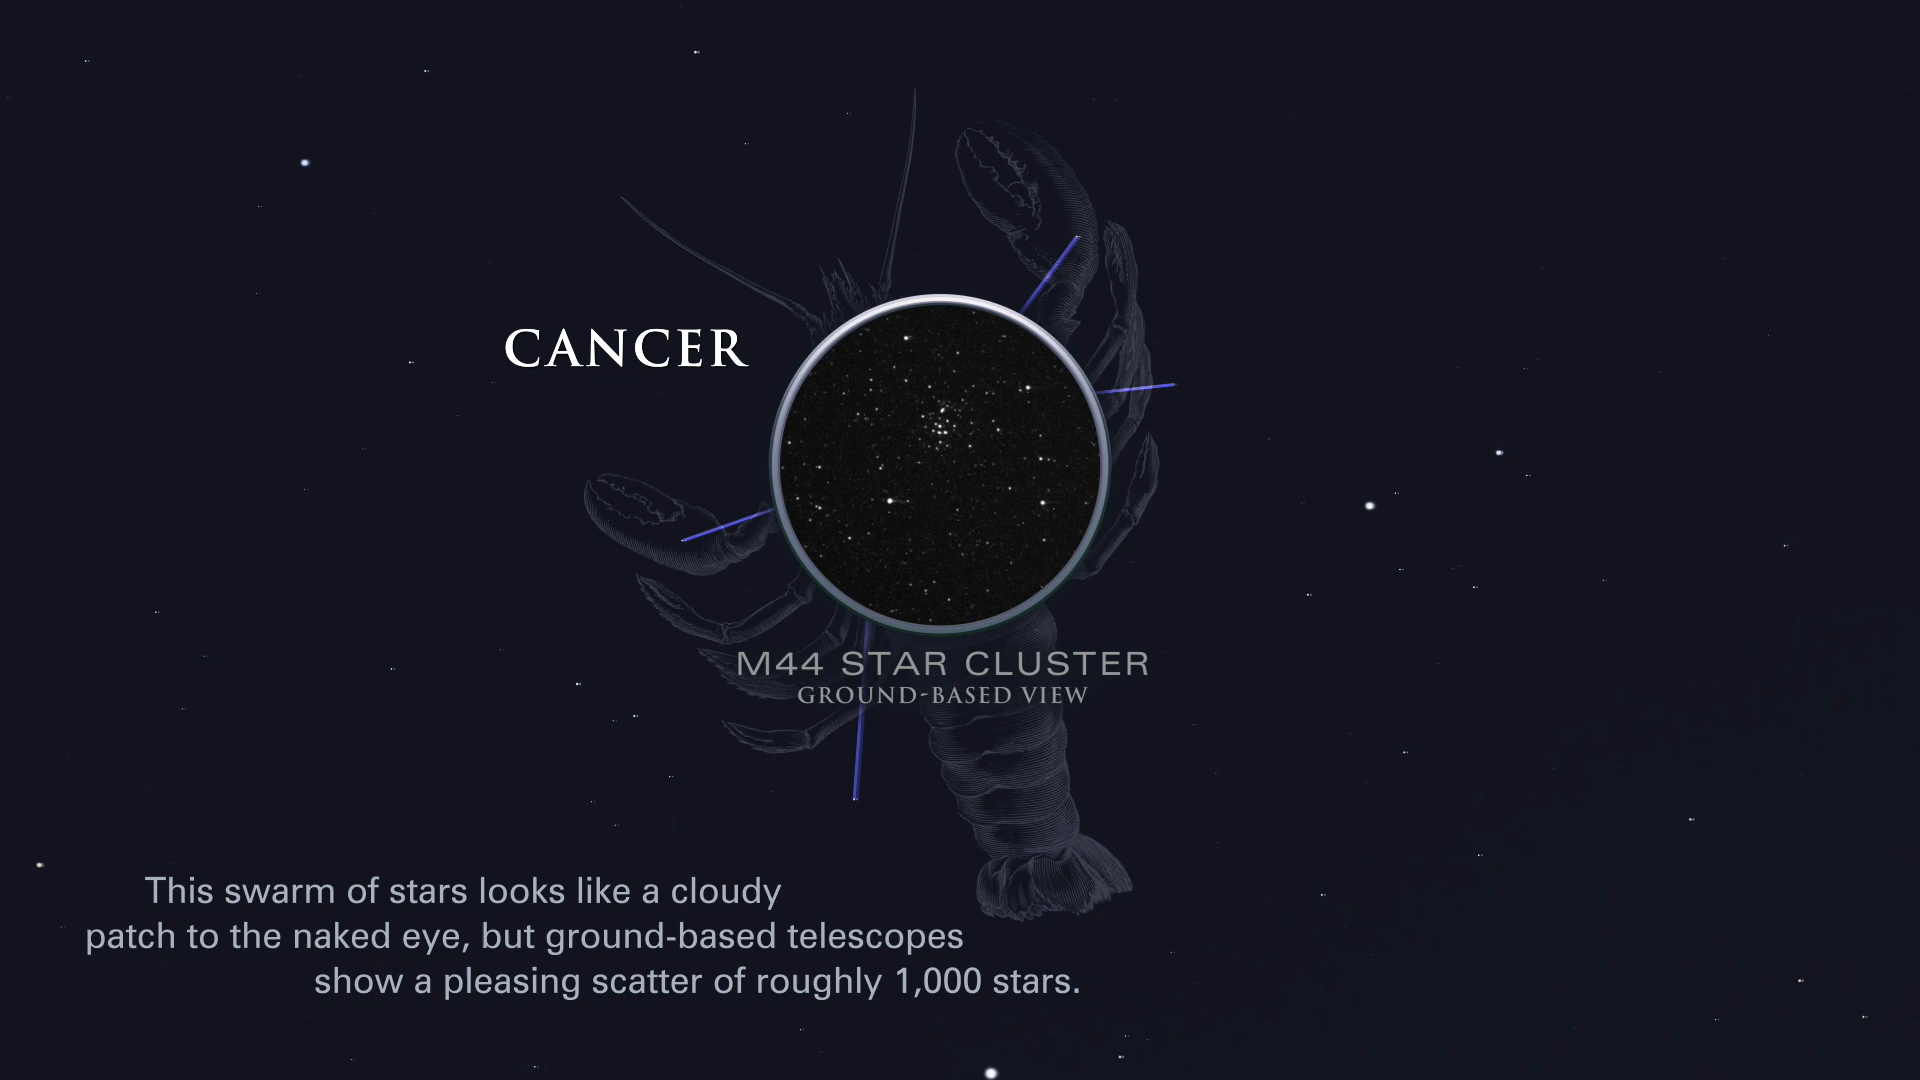 CANCER
M44 STAR CLUSTER
GROUND-BASED VIEW
This swarm of stars looks like a cloudy
patch to the naked eye, but ground-based telescopes
show a pleasing scatter of roughly 1,000 stars.